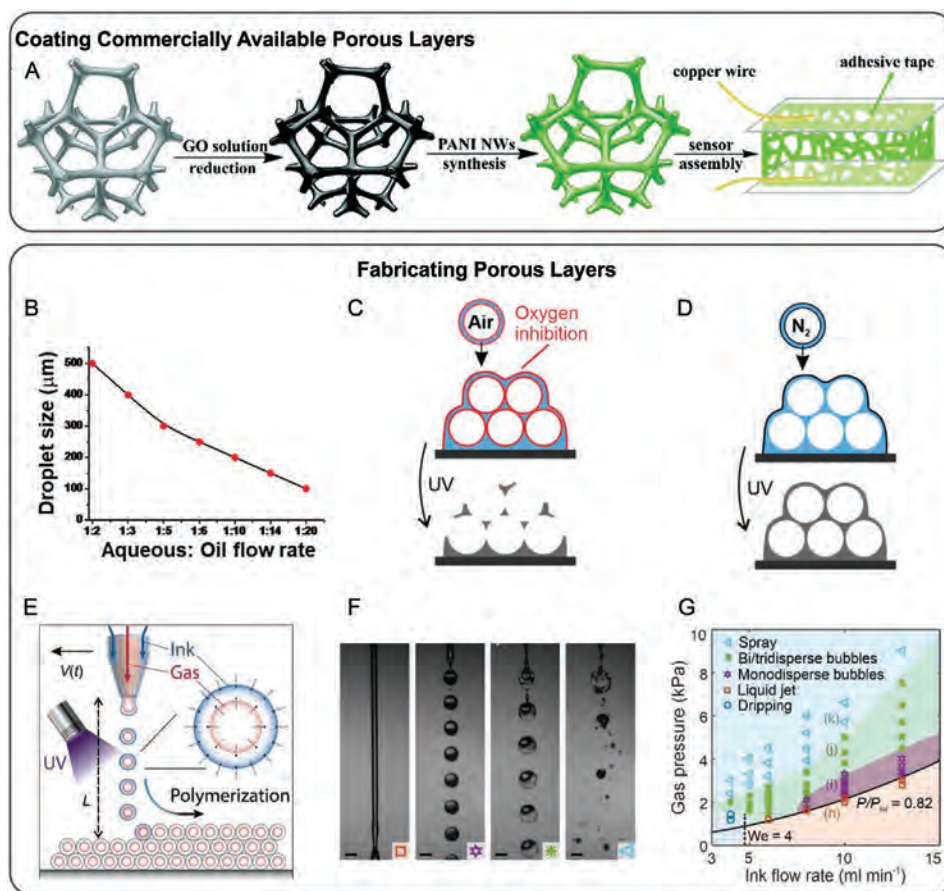 Coating Commercially Available Porous Layers
A
GO solution
reduction
PANI NWs
synthesis
sensor
assembly
copper wire
adhesive tape
Fabricating Porous Layers
B
Droplet size (μm)
500
400
300
200
100
0
1:2 1:3 1:5 1:6 1:10 1:14 1:20
Aqueous: Oil flow rate
C
Air
Oxygen
inhibition
UV
D
N₂
UV
E
Ink
Gas
V(t)
UV
L
Polymerization
F
G
Gas pressure (kPa)
10
8
6
4
2
0
Spray
Bi/tridisperse bubbles
Monodisperse bubbles
Liquid jet
Dripping
(k)
(j)
(i)
(h)
We = 4
3 5 10 15
Ink flow rate (ml min⁻¹)